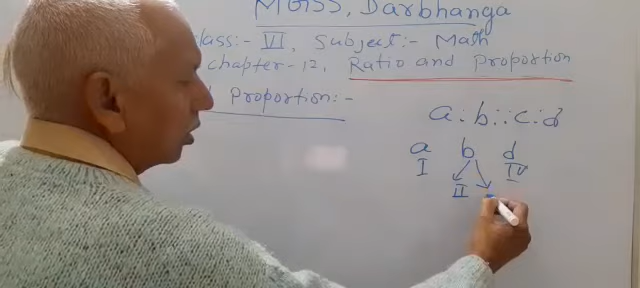 MGSS, Darbhanga
lass:- VI, Subject:- Math
chapter-12, Ratio and Proportion
Proportion:-
a:b::c:d
a b d
I IV
II